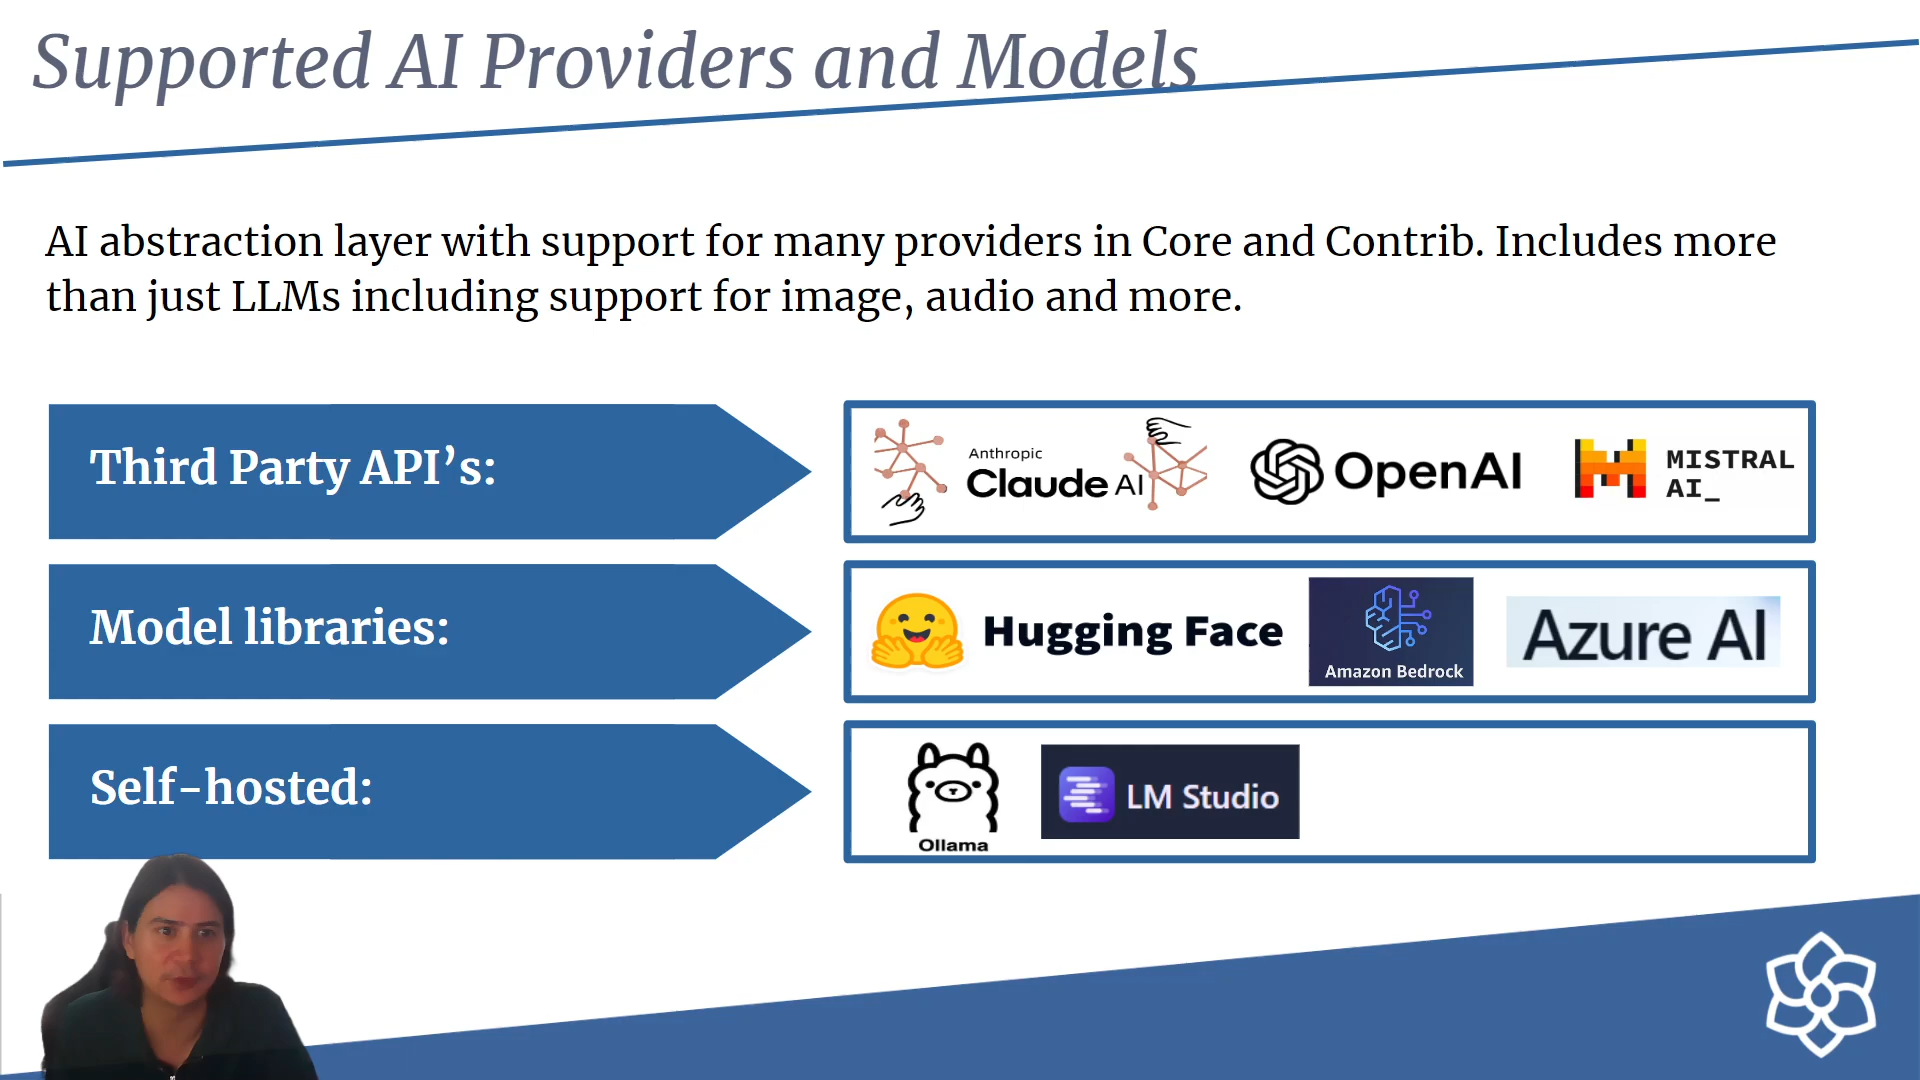 Supported AI Providers and Models
AI abstraction layer with support for many providers in Core and Contrib. Includes more
than just LLMs including support for image, audio and more.
Third Party API’s:
Anthropic
Claude AI
OpenAI
MISTRAL
AI_
Model libraries:
Hugging Face
Amazon Bedrock
Azure AI
Self-hosted:
Ollama
LM Studio